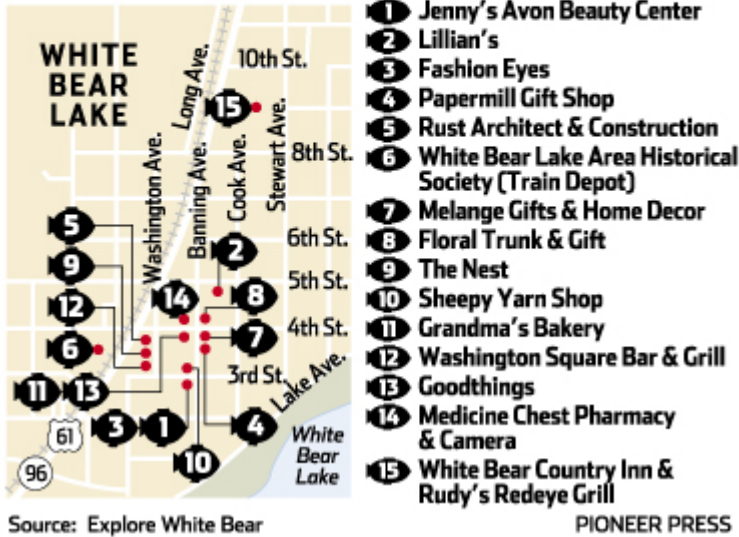 WHITE
BEAR
LAKE
Long Ave.
10th St.
15
Stewart Ave.
8th St.
Washington Ave.
Banning Ave.
Cook Ave.
5
6th St.
2
9
5th St.
14
8
12
4th St.
6
7
3rd St.
Lake Ave.
11
13
61
3
1
4
White
Bear
Lake
10
96
1 Jenny's Avon Beauty Center
2 Lillian's
3 Fashion Eyes
4 Papermill Gift Shop
5 Rust Architect & Construction
6 White Bear Lake Area Historical
Society (Train Depot)
7 Melange Gifts & Home Decor
8 Floral Trunk & Gift
9 The Nest
10 Sheepy Yarn Shop
11 Grandma's Bakery
12 Washington Square Bar & Grill
13 Goodthings
14 Medicine Chest Pharmacy
& Camera
15 White Bear Country Inn &
Rudy's Redeye Grill
Source: Explore White Bear
PIONEER PRESS